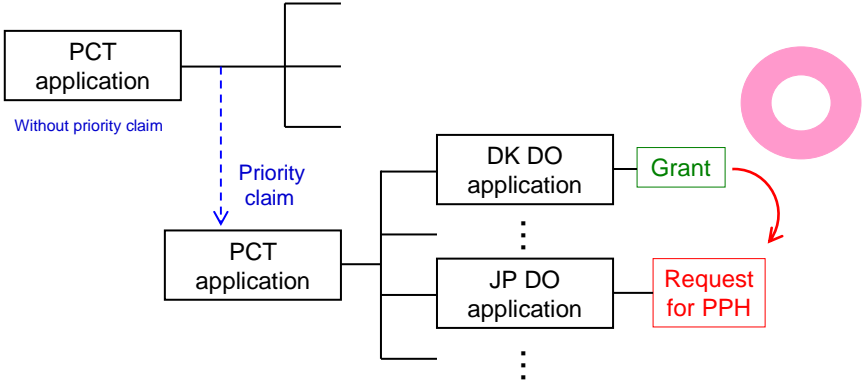 PCT
application
Without priority claim
Priority
claim
PCT
application
DK DO
application
Grant
JP DO
application
Request
for PPH